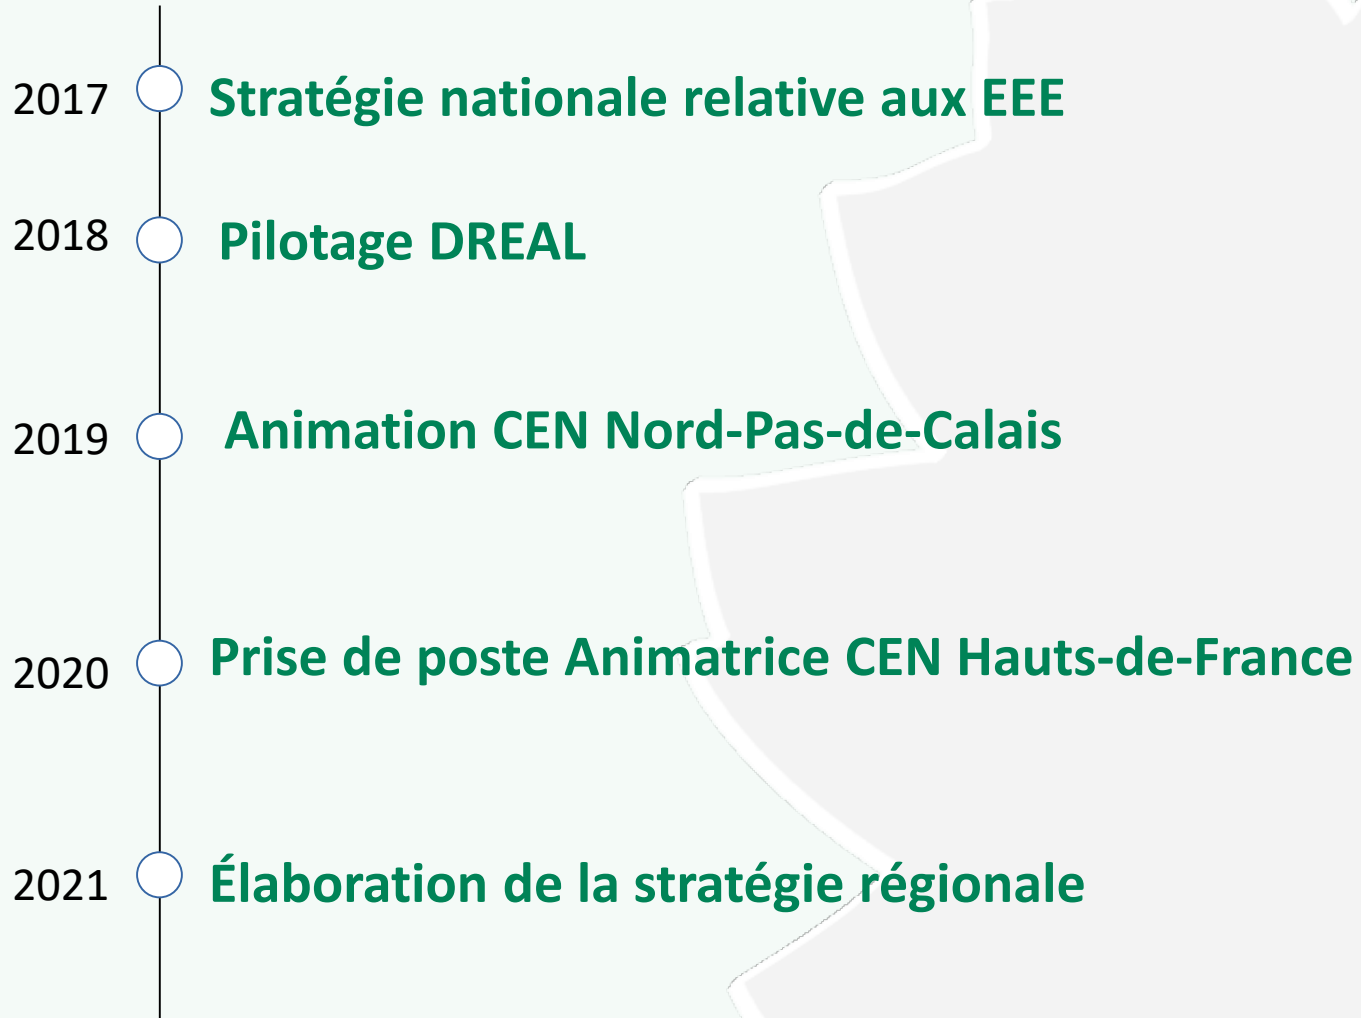 2017 Stratégie nationale relative aux EEE
2018 Pilotage DREAL
2019 Animation CEN Nord-Pas-de-Calais
2020 Prise de poste Animatrice CEN Hauts-de-France
2021 Élaboration de la stratégie régionale